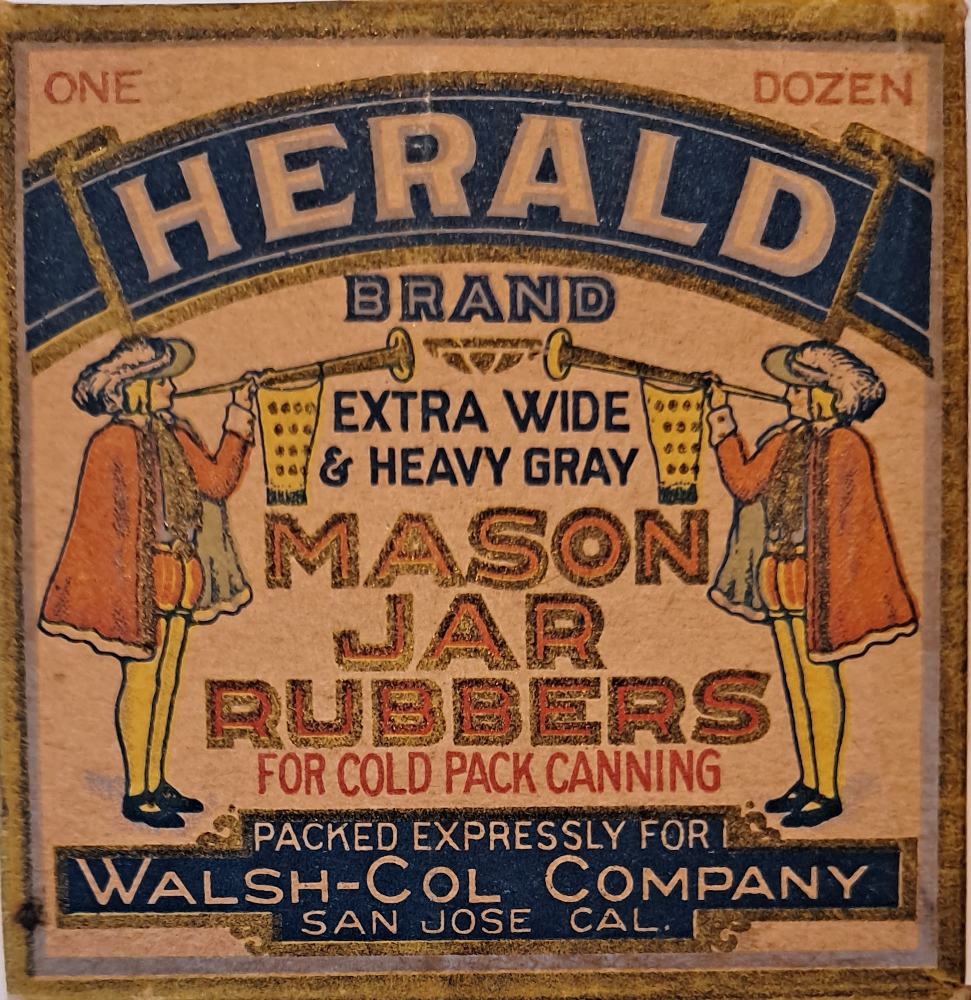 ONE DOZEN
HERALD
BRAND
EXTRA WIDE
& HEAVY GRAY
MASON
JAR
RUBBERS
FOR COLD PACK CANNING
PACKED EXPRESSLY FOR
WALSH-COL COMPANY
SAN JOSE CAL.